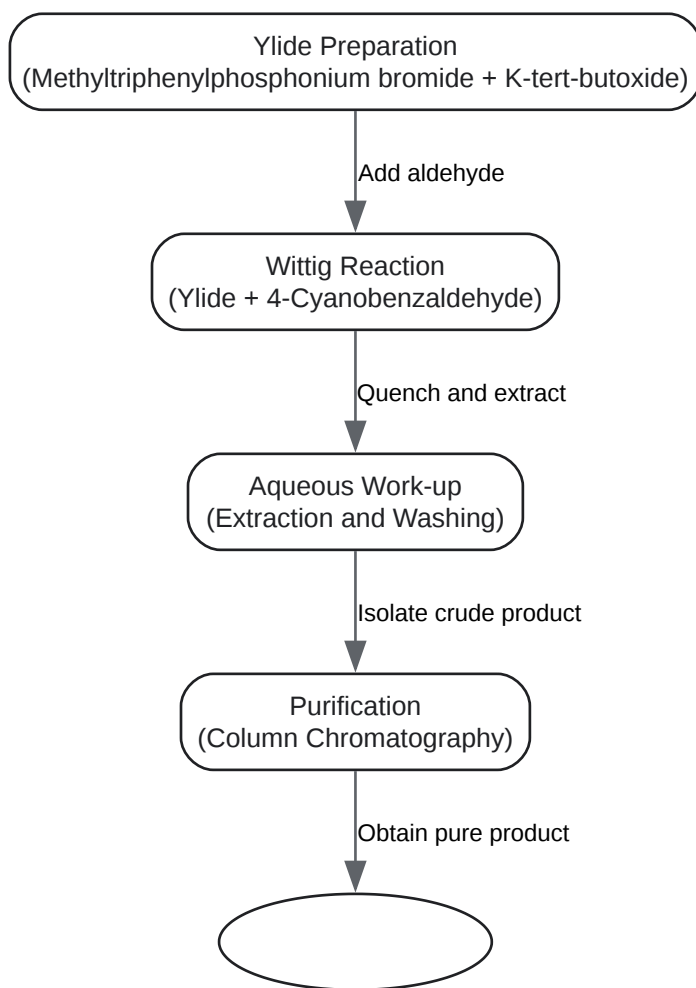 Ylide Preparation
(Methyltriphenylphosphonium bromide + K-tert-butoxide)
Add aldehyde
Wittig Reaction
(Ylide + 4-Cyanobenzaldehyde)
Quench and extract
Aqueous Work-up
(Extraction and Washing)
Isolate crude product
Purification
(Column Chromatography)
Obtain pure product